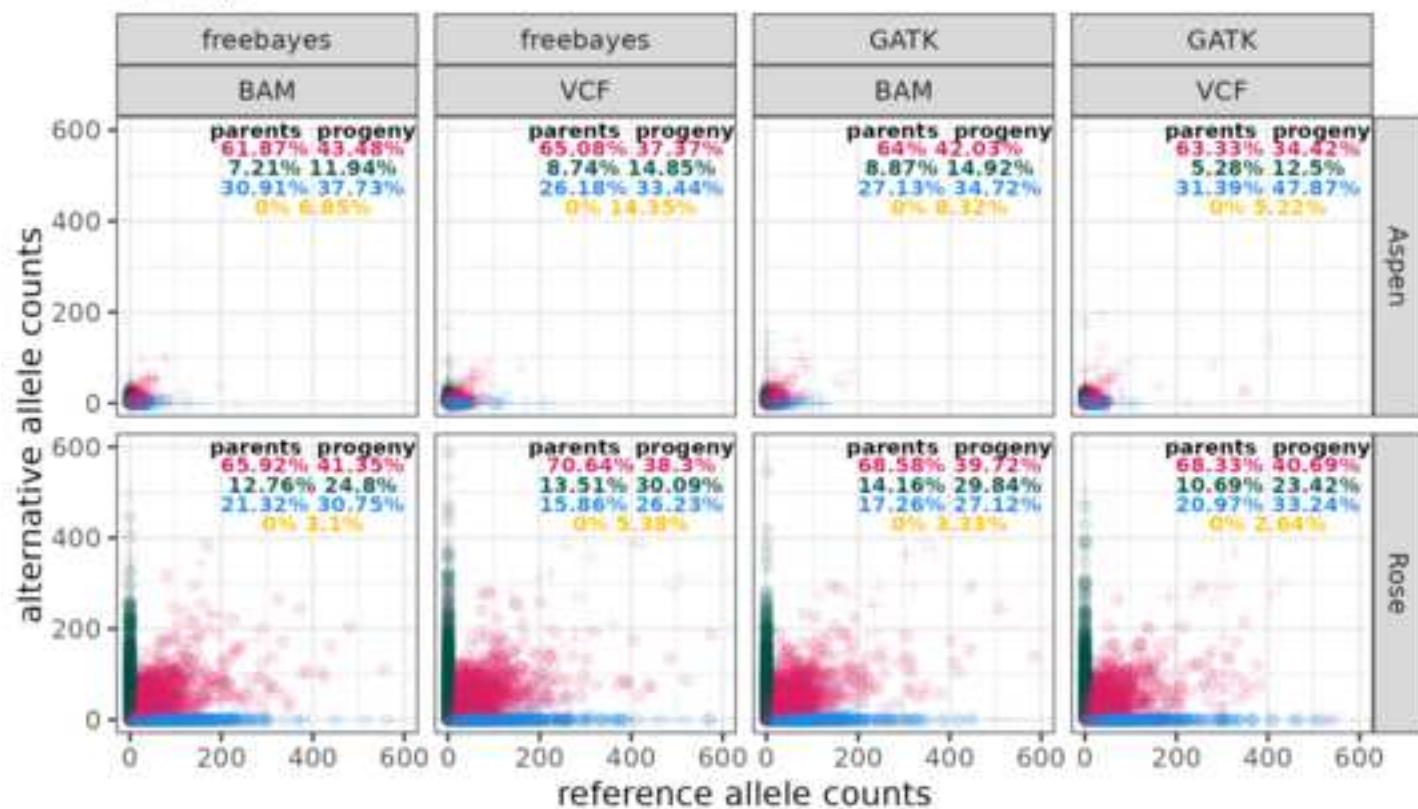 freebayes freebayes GATK GATK
BAM VCF BAM VCF
600 parents progeny parents progeny parents progeny parents progeny
61.87% 43.48% 65.08% 37.37% 64% 42.03% 63.33% 34.42%
7.21% 11.94% 8.74% 14.85% 8.87% 14.92% 5.28% 12.5%
30.91% 37.73% 26.18% 33.44% 27.13% 34.72% 31.39% 47.87%
0% 6.85% 0% 14.35% 0% 8.32% 0% 5.22%
400
200
0
Aspen
600 parents progeny parents progeny parents progeny parents progeny
65.92% 41.35% 70.64% 38.3% 68.58% 39.72% 68.33% 40.69%
12.76% 24.8% 13.51% 30.09% 14.16% 29.84% 10.69% 23.42%
21.32% 30.75% 15.86% 26.23% 17.26% 27.12% 20.97% 33.24%
0% 3.1% 0% 5.38% 0% 3.33% 0% 2.64%
400
200
0
Rose
0 200 400 600 0 200 400 600 0 200 400 600 0 200 400 600
reference allele counts
alternative allele counts